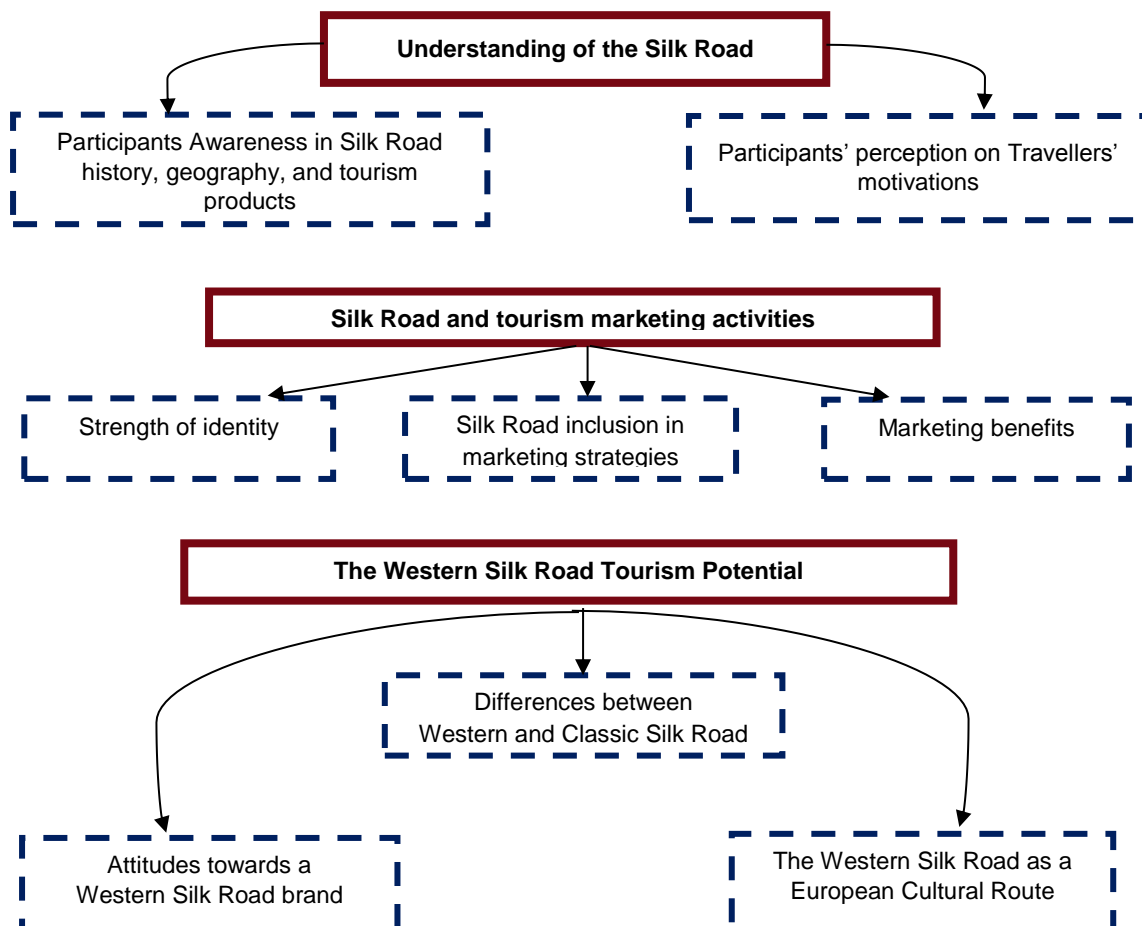 Understanding of the Silk Road
Participants Awareness in Silk Road
history, geography, and tourism
products
Participants’ perception on Travellers’
motivations
Silk Road and tourism marketing activities
Strength of identity
Silk Road inclusion in
marketing strategies
Marketing benefits
The Western Silk Road Tourism Potential
Differences between
Western and Classic Silk Road
Attitudes towards a
Western Silk Road brand
The Western Silk Road as a
European Cultural Route